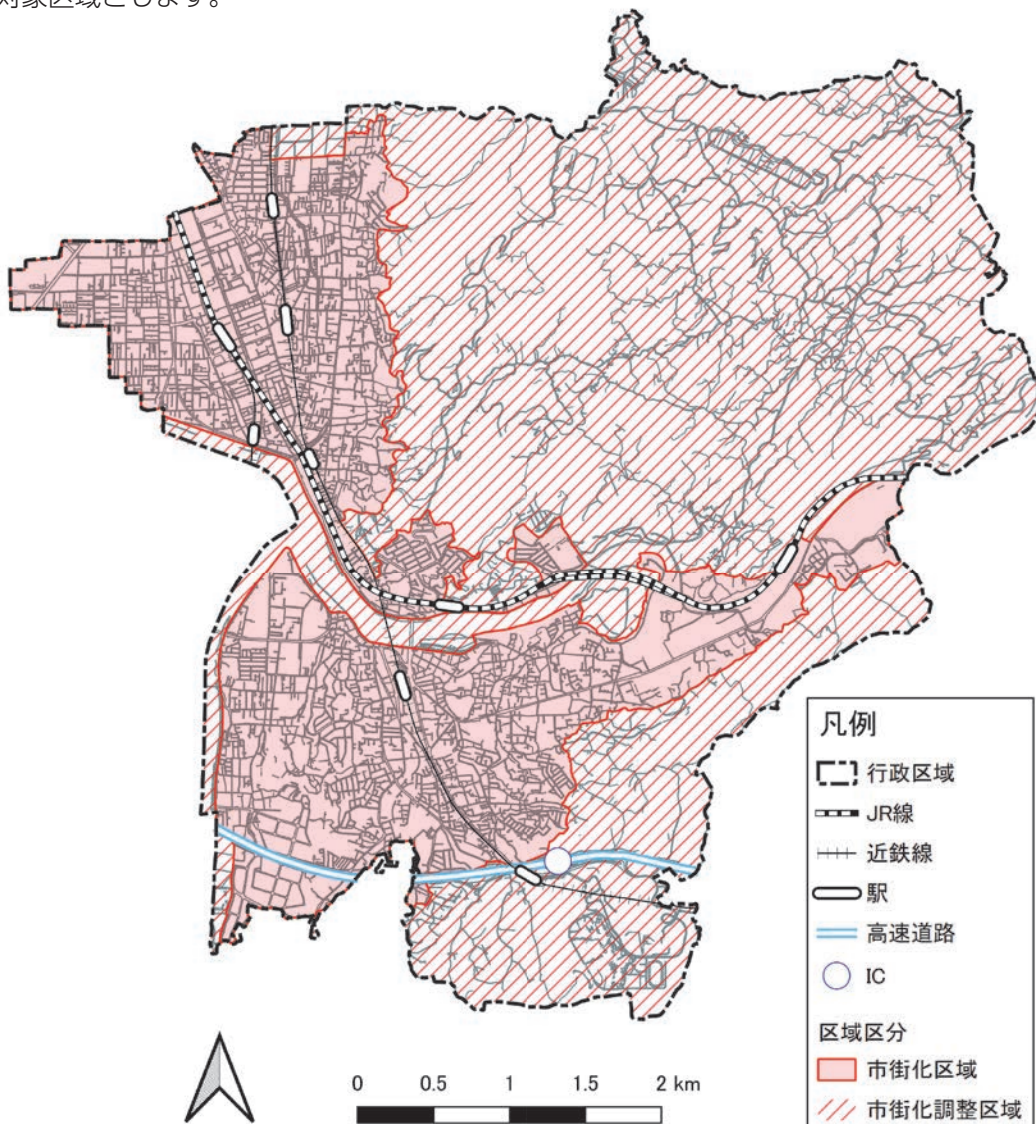 対象区域とします。
凡例
行政区域
JR線
近鉄線
駅
高速道路
IC
区域区分
市街化区域
市街化調整区域
0 0.5 1 1.5 2 km